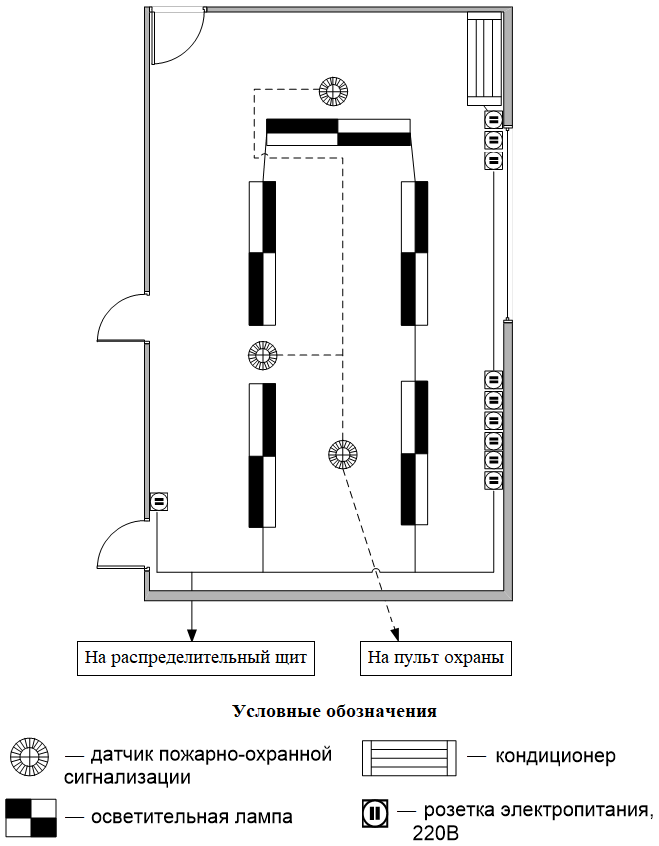 На распределительный щит
На пульт охраны
Условные обозначения
— датчик пожарно-охранной
сигнализации
— кондиционер
— осветительная лампа
— розетка электропитания,
220В